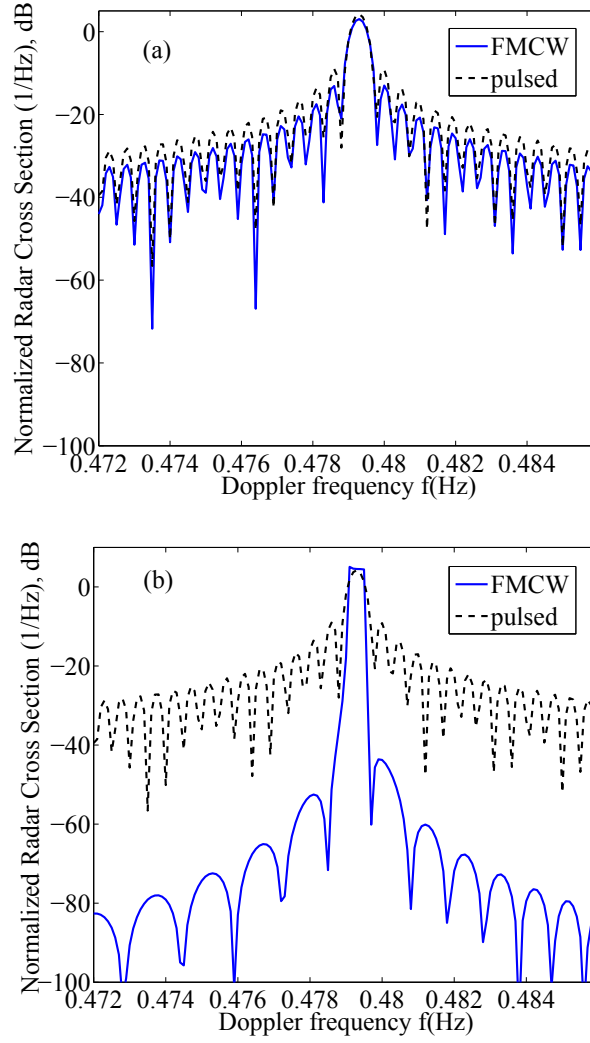 (a)
FMCW
pulsed
Normalized Radar Cross Section (1/Hz), dB
0
−20
−40
−60
−80
−100
0.472 0.474 0.476 0.478 0.48 0.482 0.484
Doppler frequency f(Hz)
(b)
FMCW
pulsed
Normalized Radar Cross Section (1/Hz), dB
0
−20
−40
−60
−80
−100
0.472 0.474 0.476 0.478 0.48 0.482 0.484
Doppler frequency f(Hz)